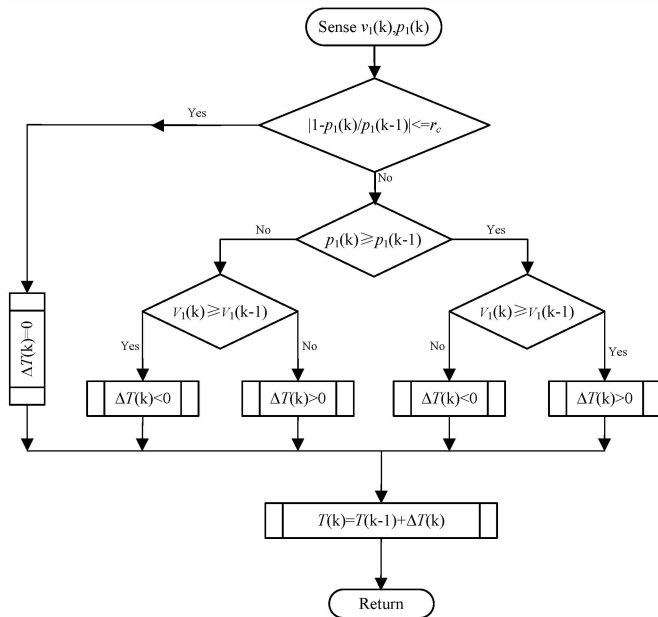 Sense v₁(k),p₁(k)
Yes
|1-p₁(k)/p₁(k-1)|<=r_c
No
No
p₁(k)⩾p₁(k-1)
Yes
V₁(k)⩾V₁(k-1)
V₁(k)⩾V₁(k-1)
ΔT(k)=0
Yes
No
No
Yes
ΔT(k)<0
ΔT(k)>0
ΔT(k)<0
ΔT(k)>0
T(k)=T(k-1)+ΔT(k)
Return